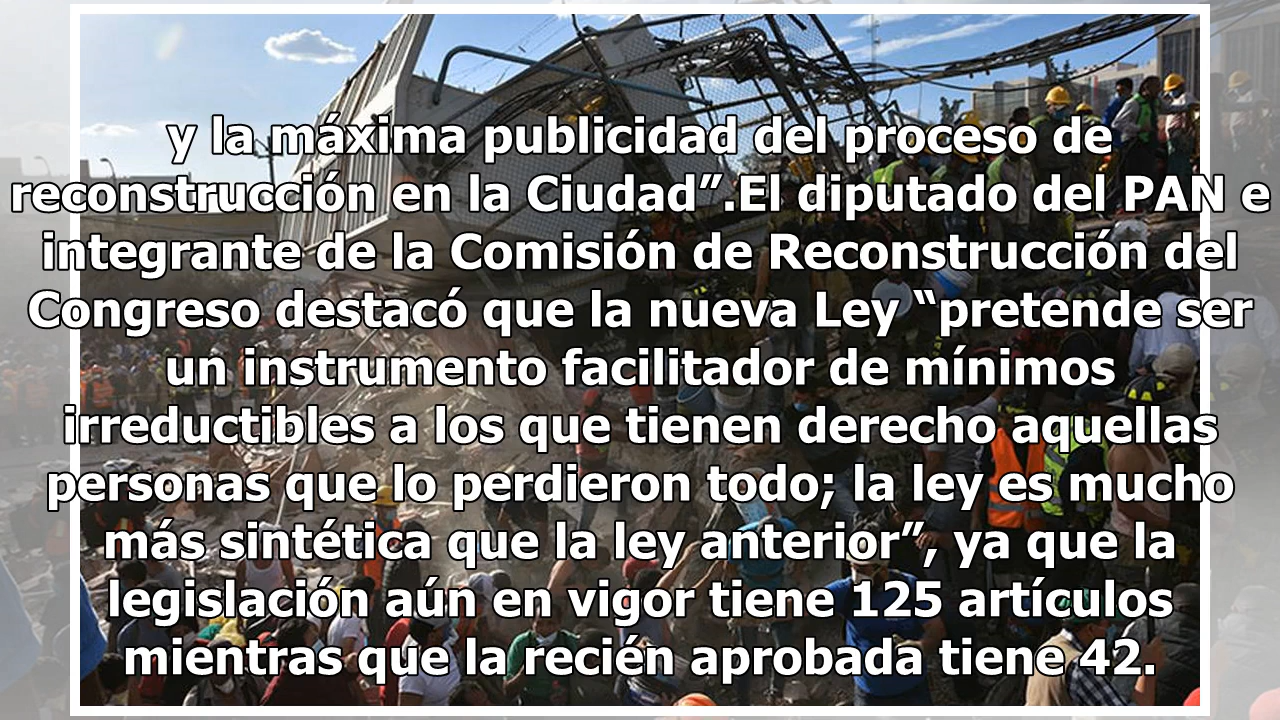 y la máxima publicidad del proceso de
reconstrucción en la Ciudad”.El diputado del PAN e
integrante de la Comisión de Reconstrucción del
Congreso destacó que la nueva Ley “pretende ser
un instrumento facilitador de mínimos
irreductibles a los que tienen derecho aquellas
personas que lo perdieron todo; la ley es mucho
más sintética que la ley anterior”, ya que la
legislación aún en vigor tiene 125 artículos
mientras que la recién aprobada tiene 42.